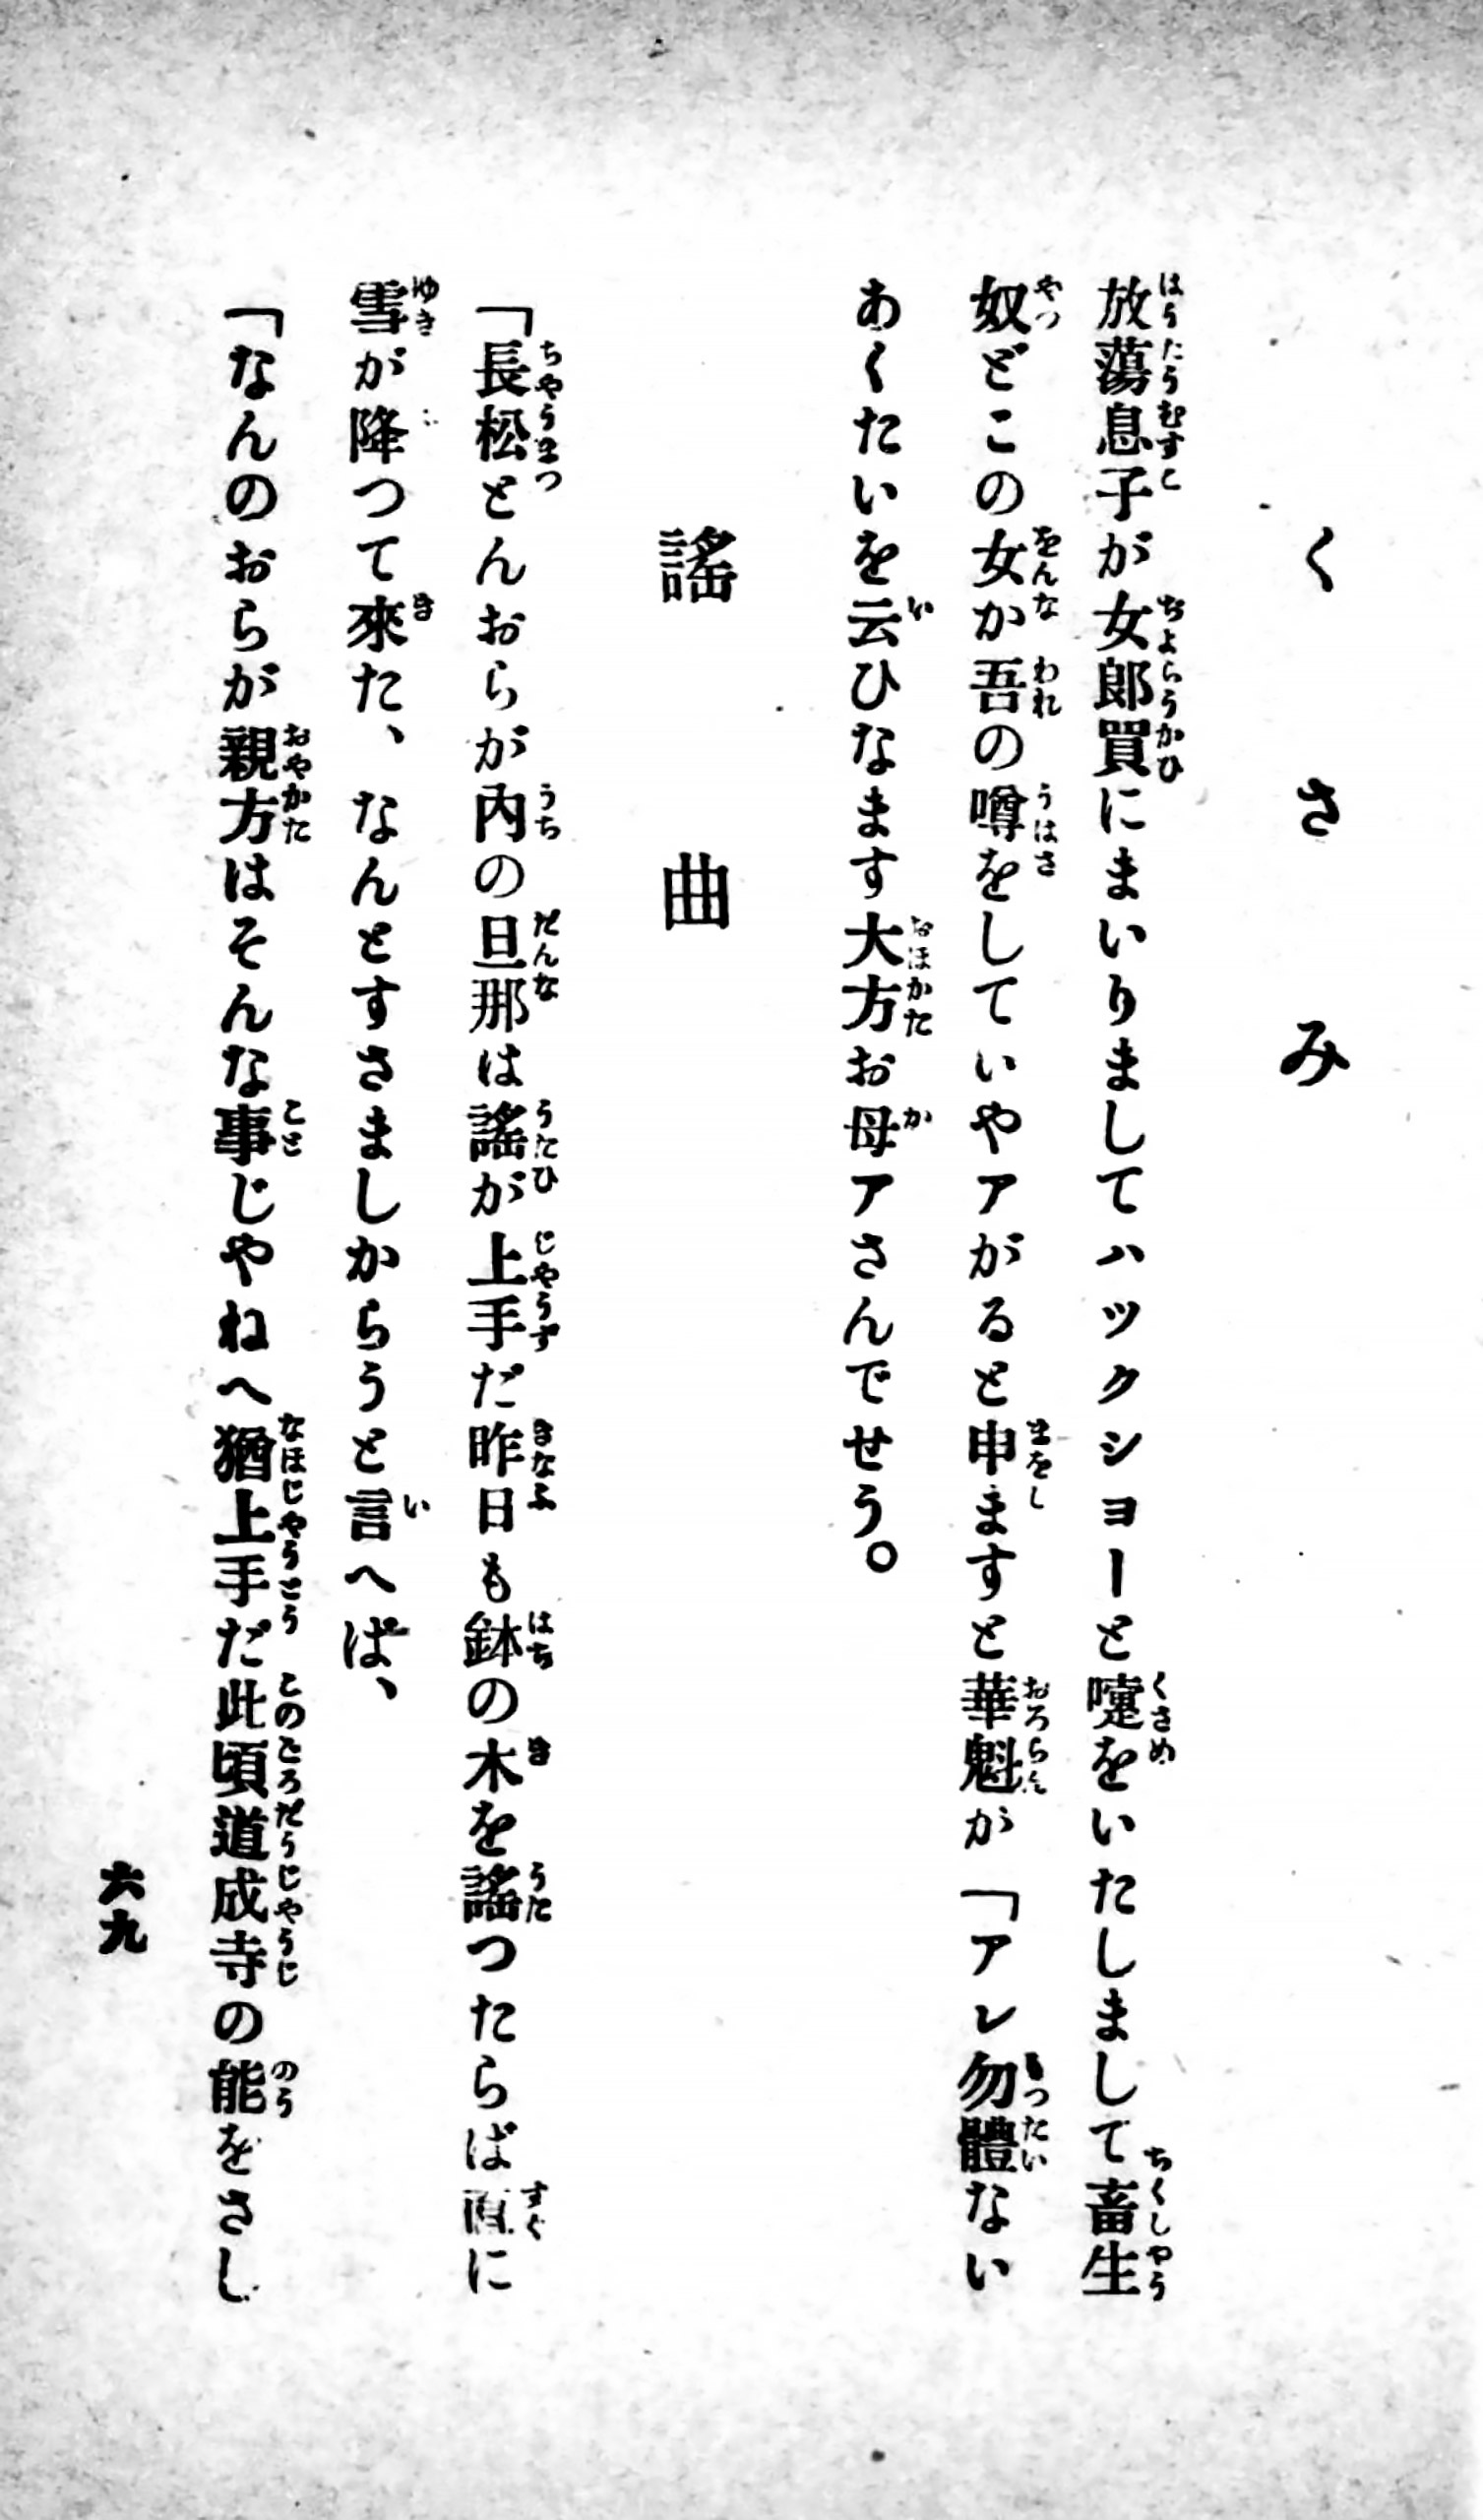 くさみ
放蕩息子が女郎買にまいりましてハツクシヨーと嚔をいたしまして畜生
奴どこの女か吾の噂をしていやアがると申ますと華魁が「アレ勿體ない
あくたいを云ひなます大方お母アさんでせう。
謠曲
「長松とんおらが内の旦那は謠が上手だ昨日も鉢の木を謠つたらば直に
雪が降つて來た、なんとすさましからうと言へば、
「なんのおらが親方はそんな事じやねへ猶上手だ此頃道成寺の能をさし
六九